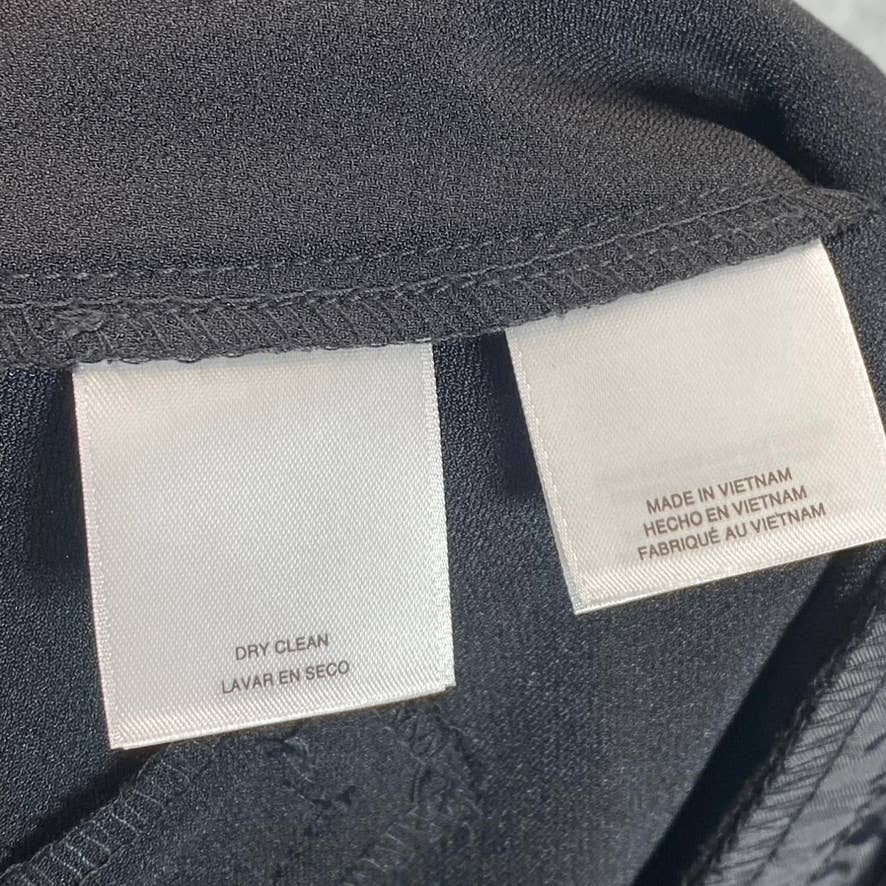 DRY CLEAN
LAVAR EN SECO
MADE IN VIETNAM
HECHO EN VIETNAM
FABRIQUÉ AU VIETNAM